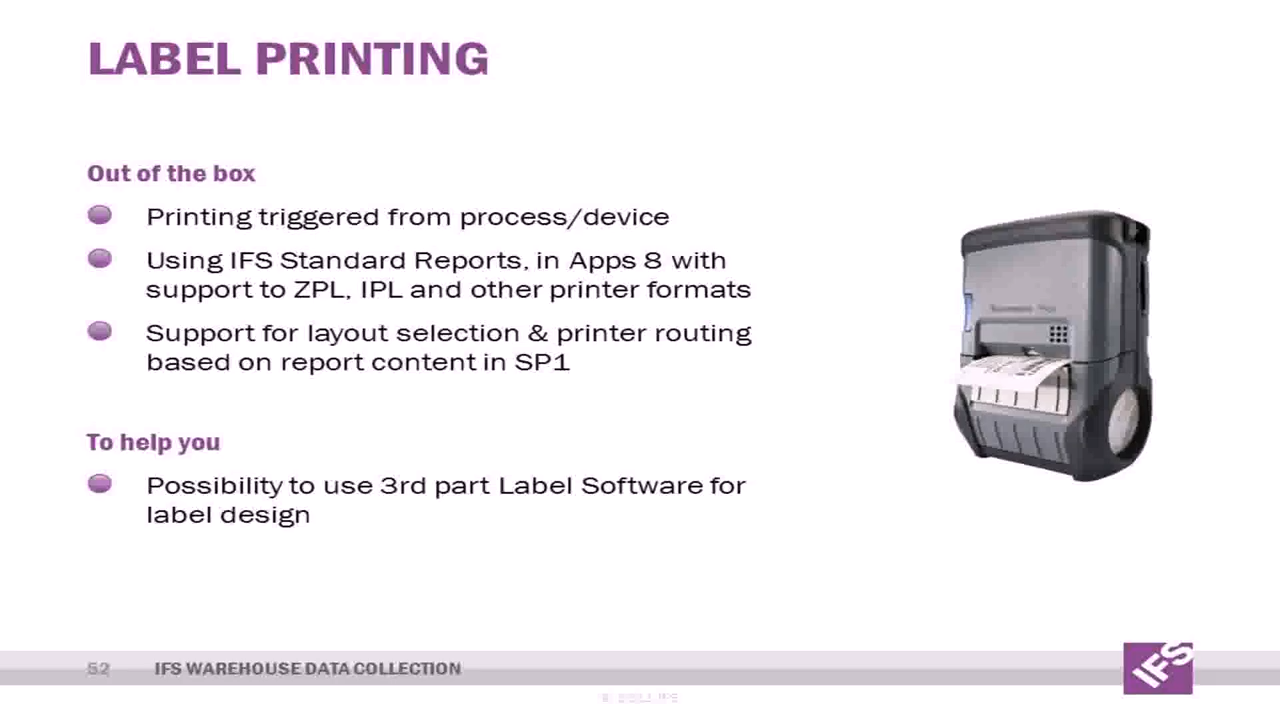 LABEL PRINTING
Out of the box
Printing triggered from process/device
Using IFS Standard Reports, in Apps 8 with
support to ZPL, IPL and other printer formats
Support for layout selection & printer routing
based on report content in SP1
To help you
Possibility to use 3rd part Label Software for
label design
52 IFS WAREHOUSE DATA COLLECTION
IFS